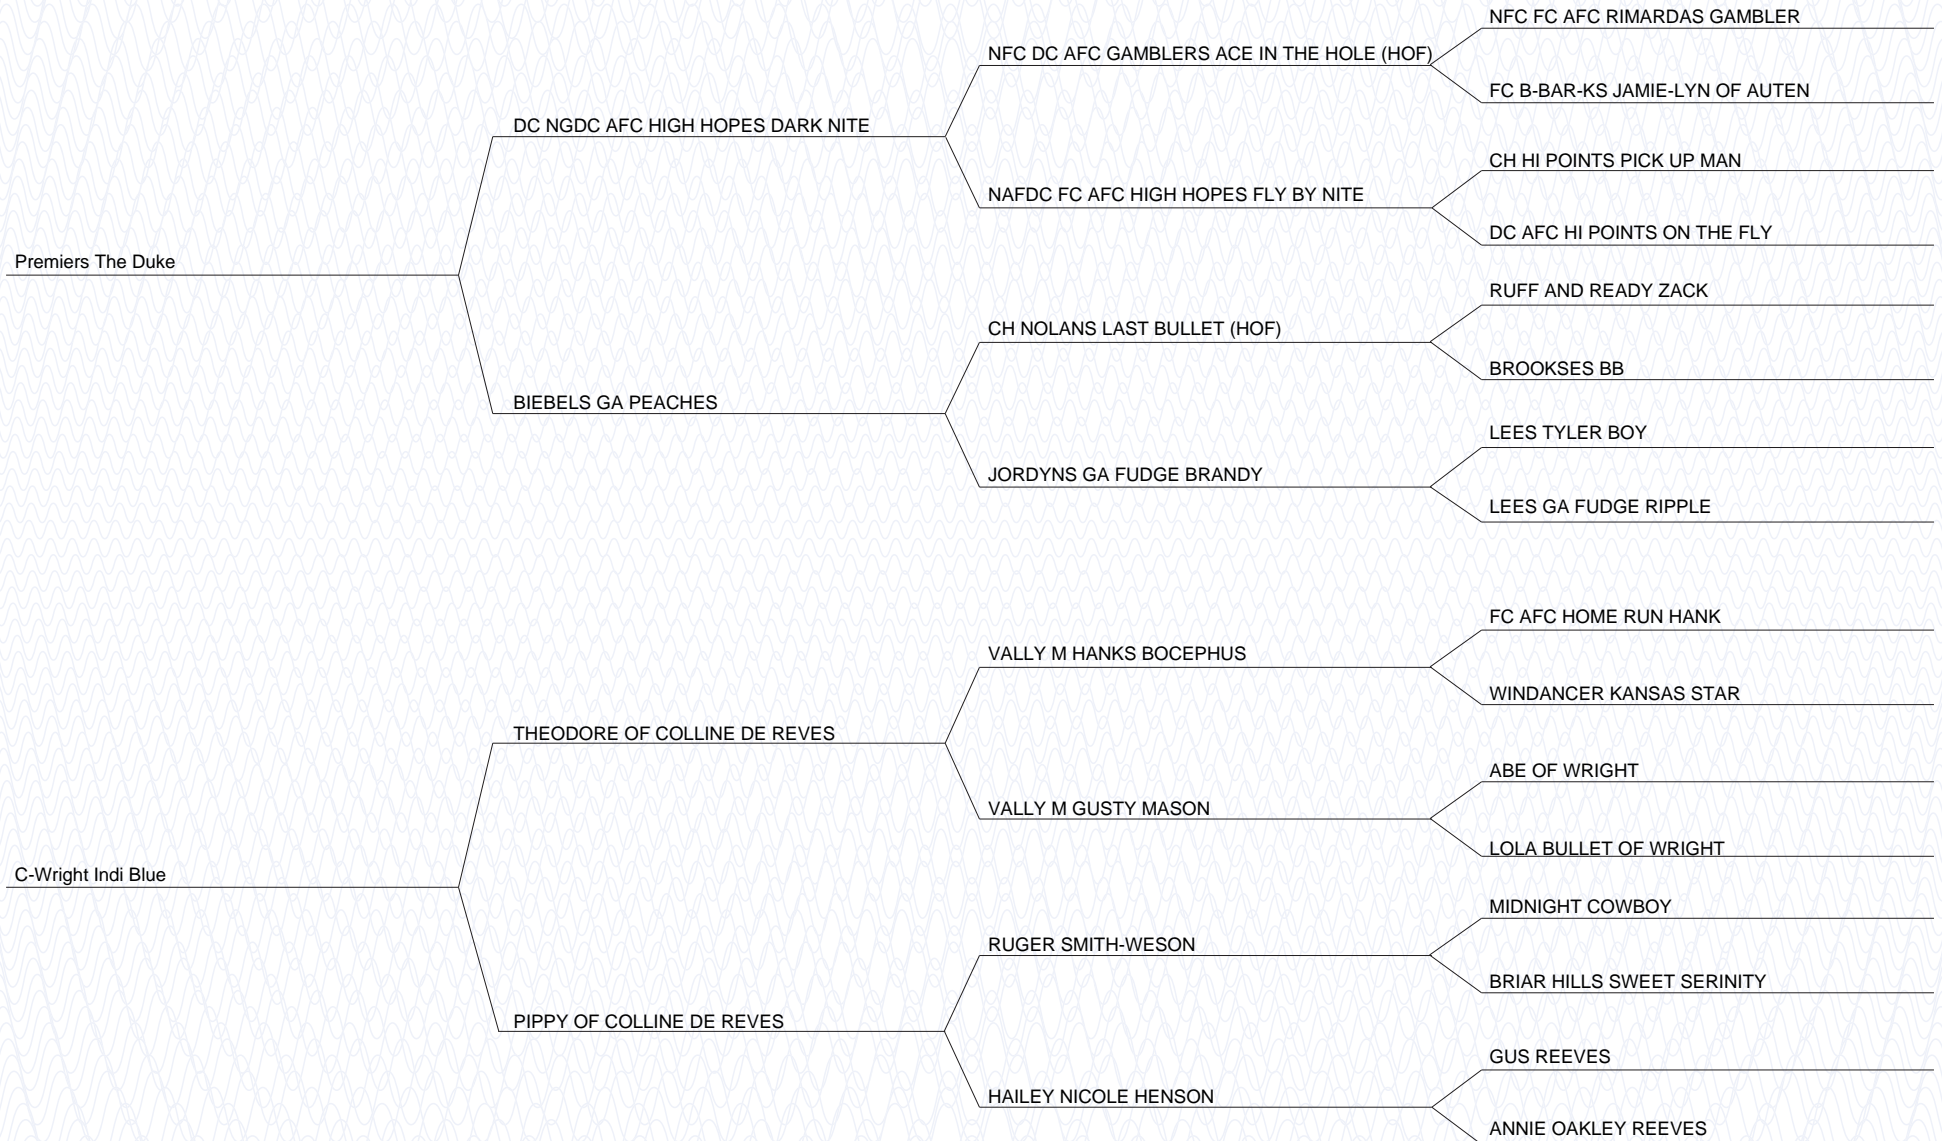 NFC FC AFC RIMARDAS GAMBLER
NFC DC AFC GAMBLERS ACE IN THE HOLE (HOF)
FC B-BAR-KS JAMIE-LYN OF AUTEN
DC NGDC AFC HIGH HOPES DARK NITE
CH HI POINTS PICK UP MAN
NAFDC FC AFC HIGH HOPES FLY BY NITE
DC AFC HI POINTS ON THE FLY
Premiers The Duke
RUFF AND READY ZACK
CH NOLANS LAST BULLET (HOF)
BROOKSES BB
BIEBELS GA PEACHES
LEES TYLER BOY
JORDYNS GA FUDGE BRANDY
LEES GA FUDGE RIPPLE
FC AFC HOME RUN HANK
VALLY M HANKS BOCEPHUS
WINDANCER KANSAS STAR
THEODORE OF COLLINE DE REVES
ABE OF WRIGHT
VALLY M GUSTY MASON
LOLA BULLET OF WRIGHT
C-Wright Indi Blue
MIDNIGHT COWBOY
RUGER SMITH-WESON
BRIAR HILLS SWEET SERINITY
PIPPY OF COLLINE DE REVES
GUS REEVES
HAILEY NICOLE HENSON
ANNIE OAKLEY REEVES